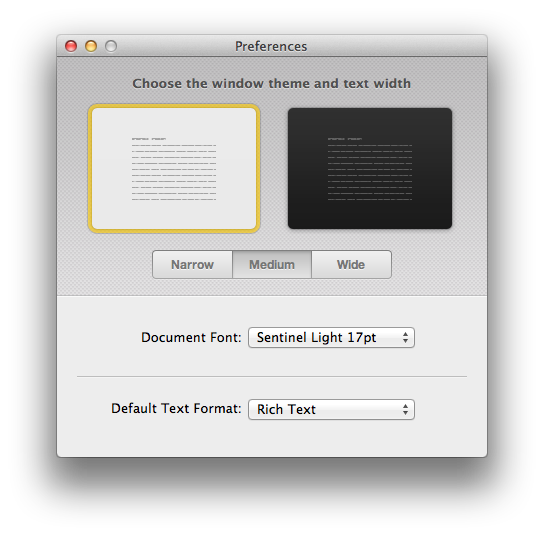 Preferences
Choose the window theme and text width
Narrow Medium Wide
Document Font: Sentinel Light 17pt
Default Text Format: Rich Text